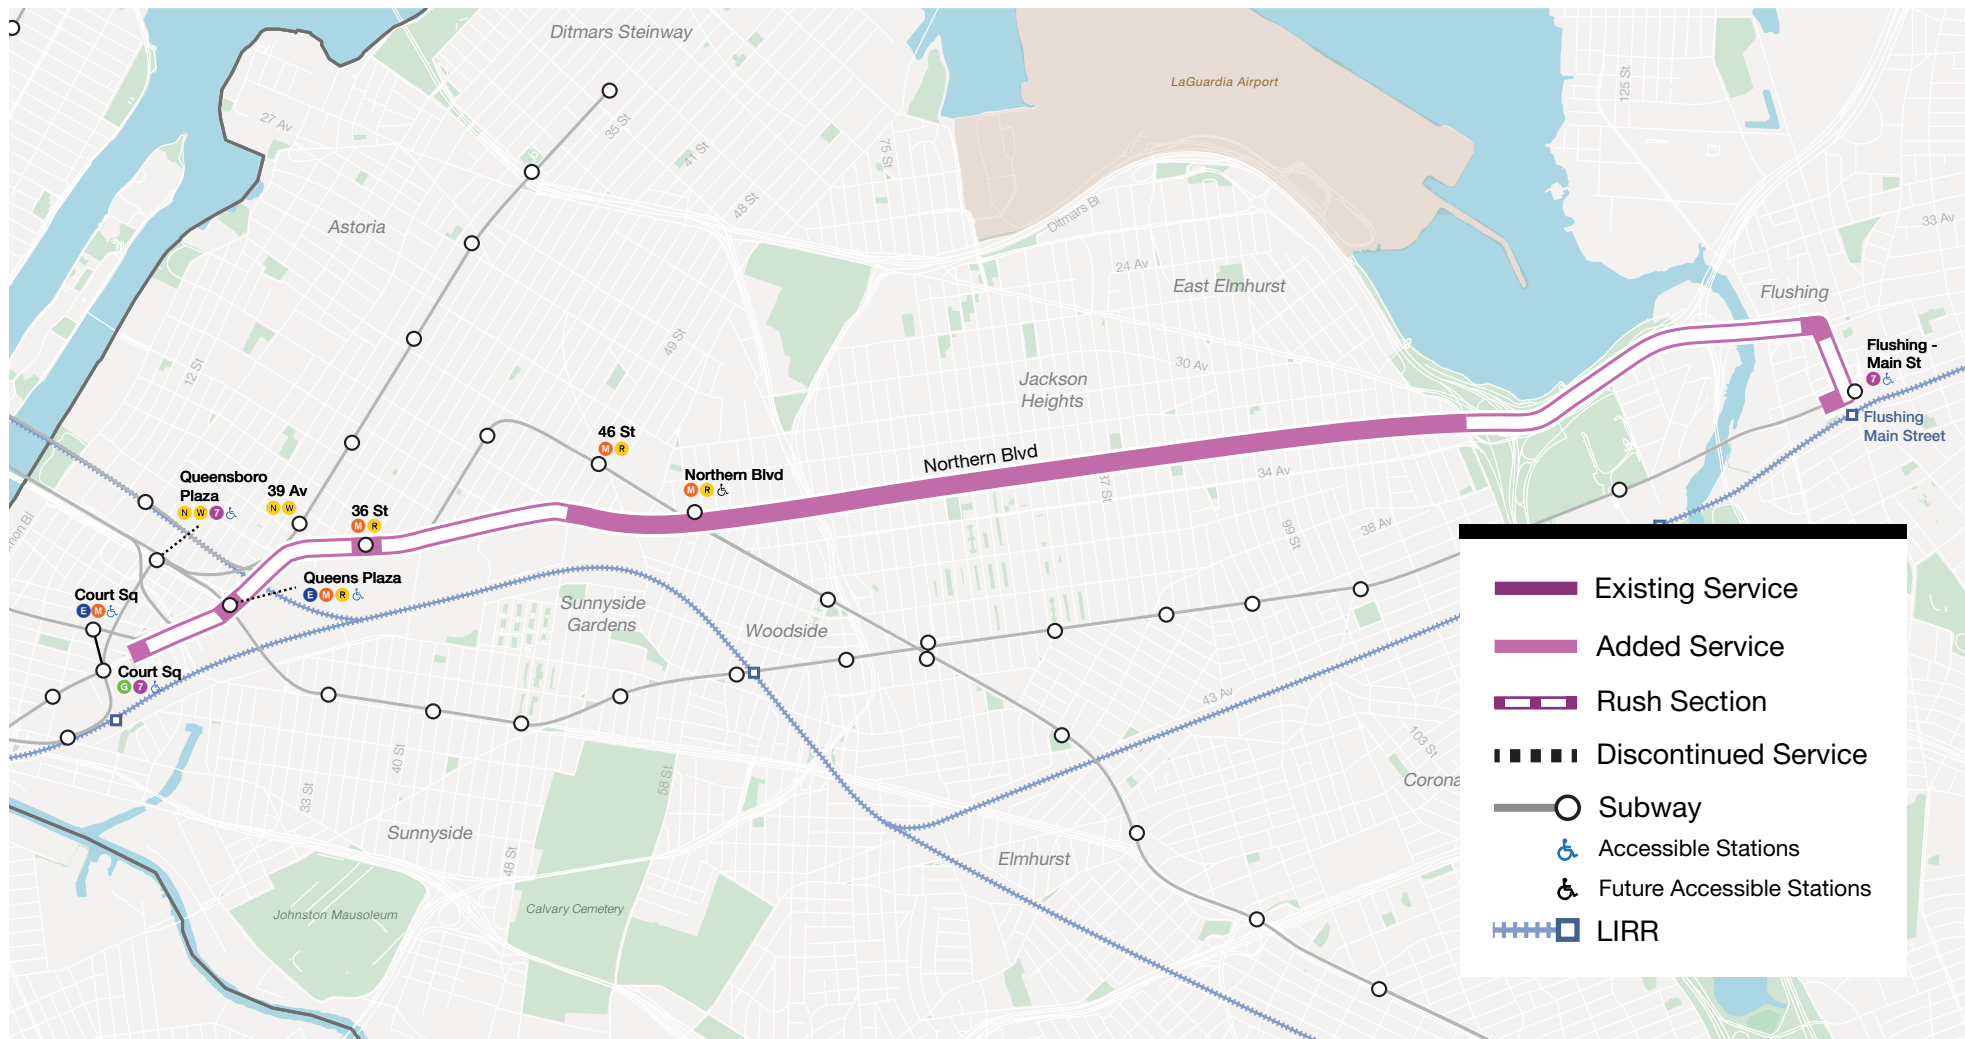 Ditmars Steinway
LaGuardia Airport
125 St
27 Av
35 St
41 St
75 St
48 St
Ditmars Bl
33 Av
Astoria
24 Av
East Elmhurst
Flushing
12 St
49 St
30 Av
Jackson
Heights
Flushing -
Main St
7
Flushing
Main Street
46 St
M R
Northern Blvd
Northern Blvd
M R
34 Av
37 St
99 St
38 Av
Queensboro
Plaza
N W 7
39 Av
N W
36 St
M R
Queens Plaza
E M R
Court Sq
E M
Court Sq
G 7
Sunnyside
Gardens
Woodside
43 Av
103 St
Corona
40 St
33 St
58 St
48 St
Sunnyside
Elmhurst
Johnston Mausoleum
Calvary Cemetery
Existing Service
Added Service
Rush Section
Discontinued Service
Subway
Accessible Stations
Future Accessible Stations
LIRR